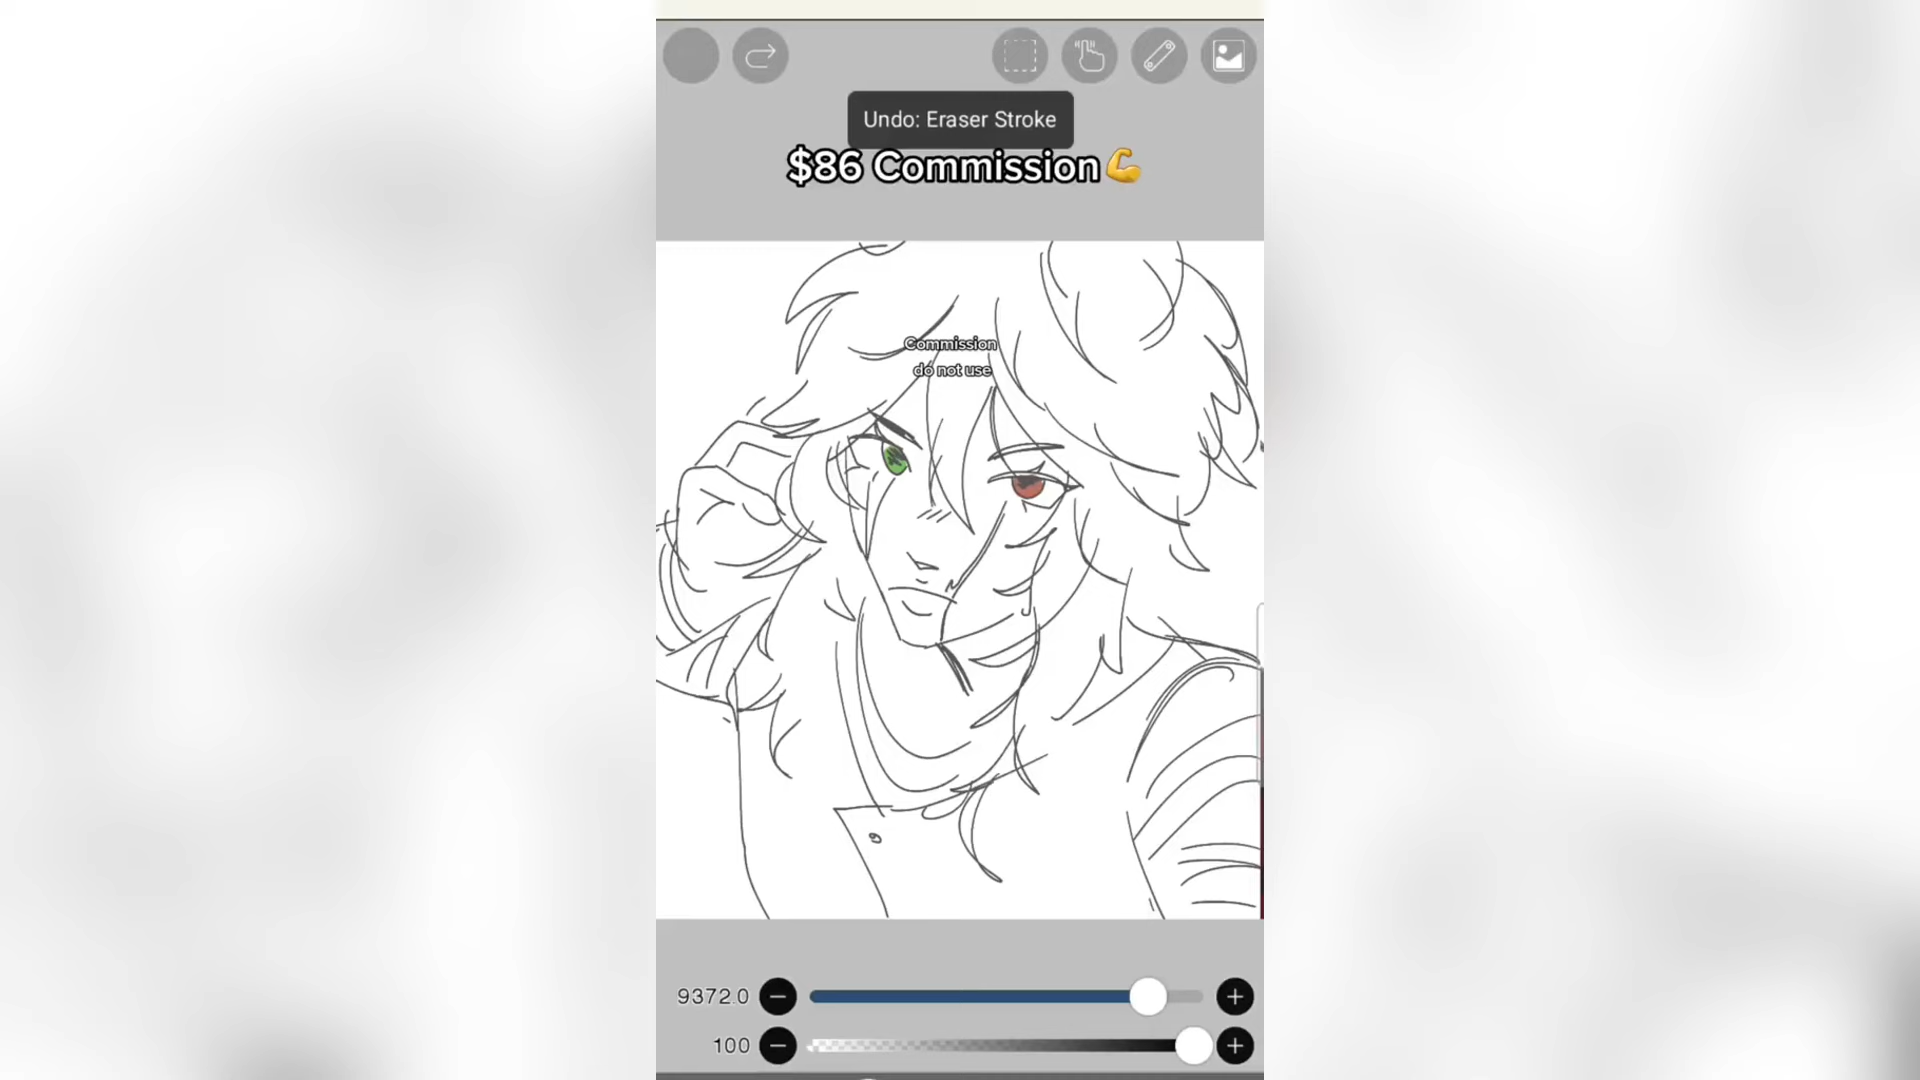 Undo: Eraser Stroke
$86 Commission💪
Commission
do not use
9372.0
100